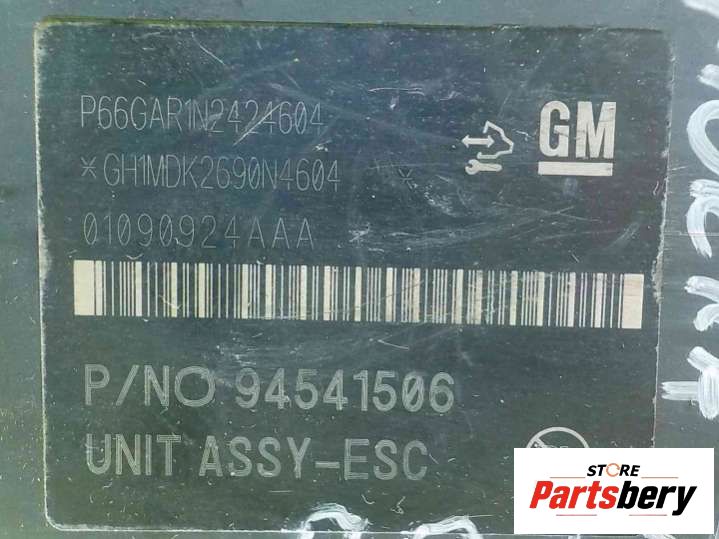 P66GAR1N2424604
GM
*GH1MDK2690N4604 *
01090924AAA
P/NO 94541506
UNIT ASSY-ESC
STORE
Partsbery